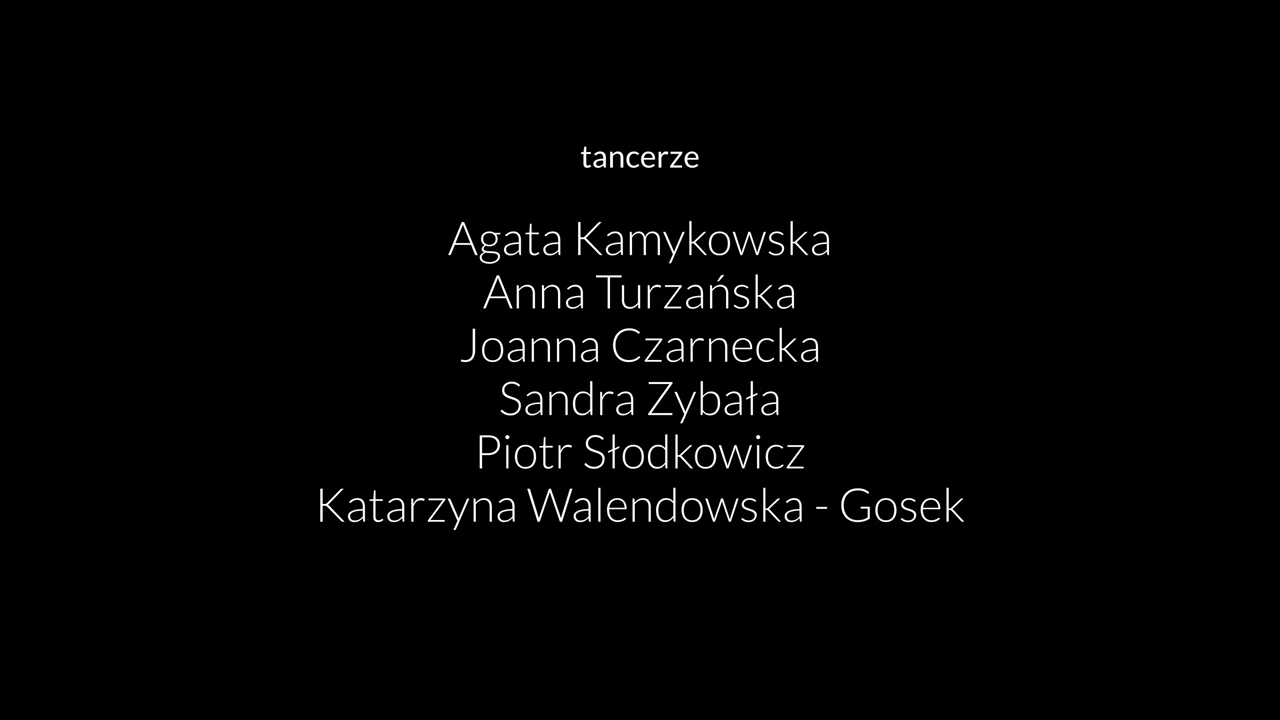 tancerze
Agata Kamykowska
Anna Turzańska
Joanna Czarnecka
Sandra Zybała
Piotr Słodkowicz
Katarzyna Walendowska - Gosek